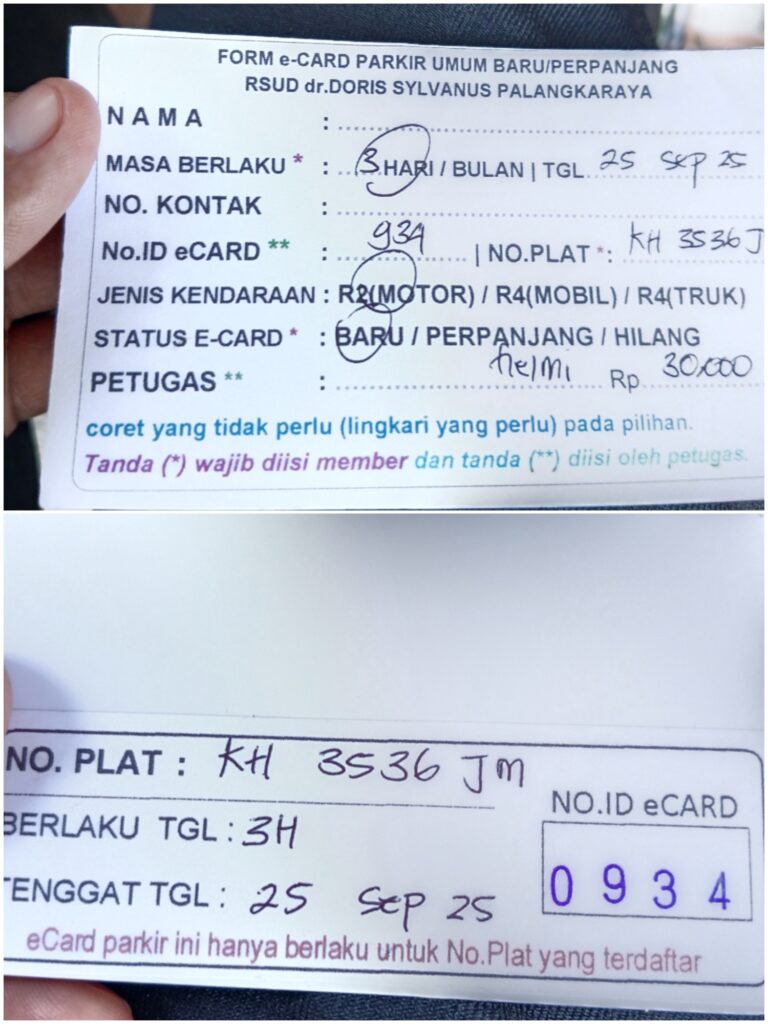 FORM e-CARD PARKIR UMUM BARU/PERPANJANG
RSUD dr.DORIS SYLVANUS PALANGKARAYA
N A M A :
MASA BERLAKU * : 3 HARI / BULAN | TGL. 25 Sep 25
NO. KONTAK :
No.ID eCARD ** : 934 | NO.PLAT *: KH 3536 J
JENIS KENDARAAN : R2(MOTOR) / R4(MOBIL) / R4(TRUK)
STATUS E-CARD * : BARU / PERPANJANG / HILANG
PETUGAS ** : Helmi Rp 30.000
coret yang tidak perlu (lingkari yang perlu) pada pilihan.
Tanda (*) wajib diisi member dan tanda (**) diisi oleh petugas.
NO. PLAT : KH 3536 JM
NO.ID eCARD
BERLAKU TGL : 3H
0934
TENGGAT TGL : 25 Sep 25
eCard parkir ini hanya berlaku untuk No.Plat yang terdaftar